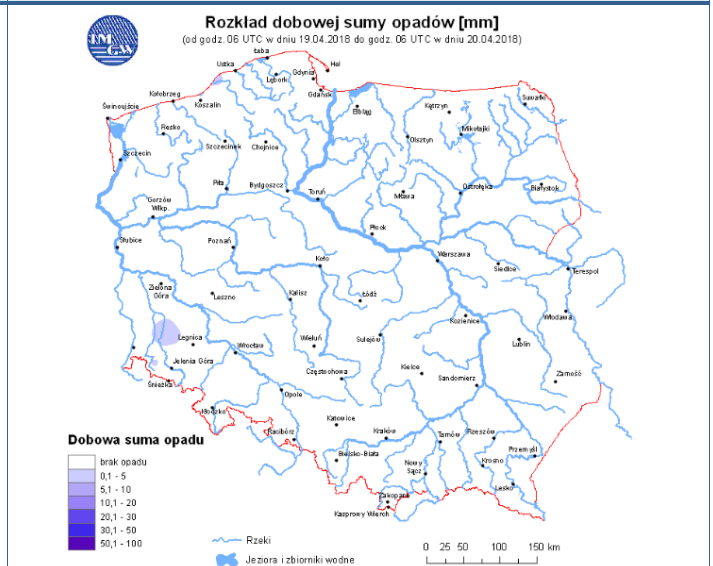 Rozkład dobowej sumy opadów [mm]
(od godz. 06 UTC w dniu 19.04.2018 do godz. 06 UTC w dniu 20.04.2018)
IM
GW
Łeba
Ustka
Hel
Lębork
Gdynia
Gdańsk
Kołobrzeg
Koszalin
Świnoujście
Elbląg
Kętrzyn
Suwałki
Resko
Szczecinek
Chojnice
Olsztyn
Mikołajki
Szczecin
Piła
Bydgoszcz
Toruń
Mława
Ostrołęka
Białystok
Gorzów
Wlkp.
Płock
Słubice
Poznań
Koło
Warszawa
Siedlce
Terespol
Zielona
Góra
Leszno
Kalisz
Łódź
Kozienice
Włodawa
Legnica
Wrocław
Wieluń
Sulejów
Lublin
Jelenia Góra
Śnieżka
Częstochowa
Kielce
Sandomierz
Zamość
Opole
Kłodzko
Katowice
Kraków
Tarnów
Rzeszów
Racibórz
Przemyśl
Bielsko-Biała
Nowy
Sącz
Krosno
Lesko
Zakopane
Kasprowy Wierch
Dobowa suma opadu
brak opadu
0,1 - 5
5,1 - 10
10,1 - 20
20,1 - 30
30,1 - 50
50,1 - 100
Rzeki
Jeziora i zbiorniki wodne
0 25 50 100 150 km